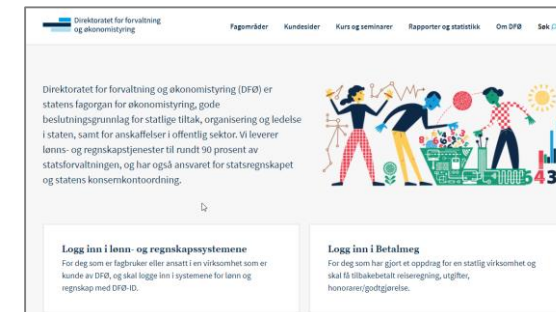 Direktoratet for forvaltning
og økonomistyring
Fagområder Kundesider Kurs og seminarer Rapporter og statistikk Om DFØ Søk
Direktoratet for forvaltning og økonomistyring (DFØ) er
statens fagorgan for økonomistyring, gode
beslutningsgrunnlag for statlige tiltak, organisering og ledelse
i staten, samt for anskaffelser i offentlig sektor. Vi leverer
lønns- og regnskapstjenester til rundt 90 prosent av
statsforvaltningen, og har også ansvaret for statsregnskapet
og statens konsernkontoordning.
643
Logg inn i lønn- og regnskapssystemene
For deg som er fagbruker eller ansatt i en virksomhet som er
kunde av DFØ, og skal logge inn i systemene for lønn og
regnskap med DFØ-ID.
Logg inn i Betalmeg
For deg som har gjort et oppdrag for en statlig virksomhet og
skal få tilbakebetalt reiseregning, utgifter,
honorarer/godtgjørelse.